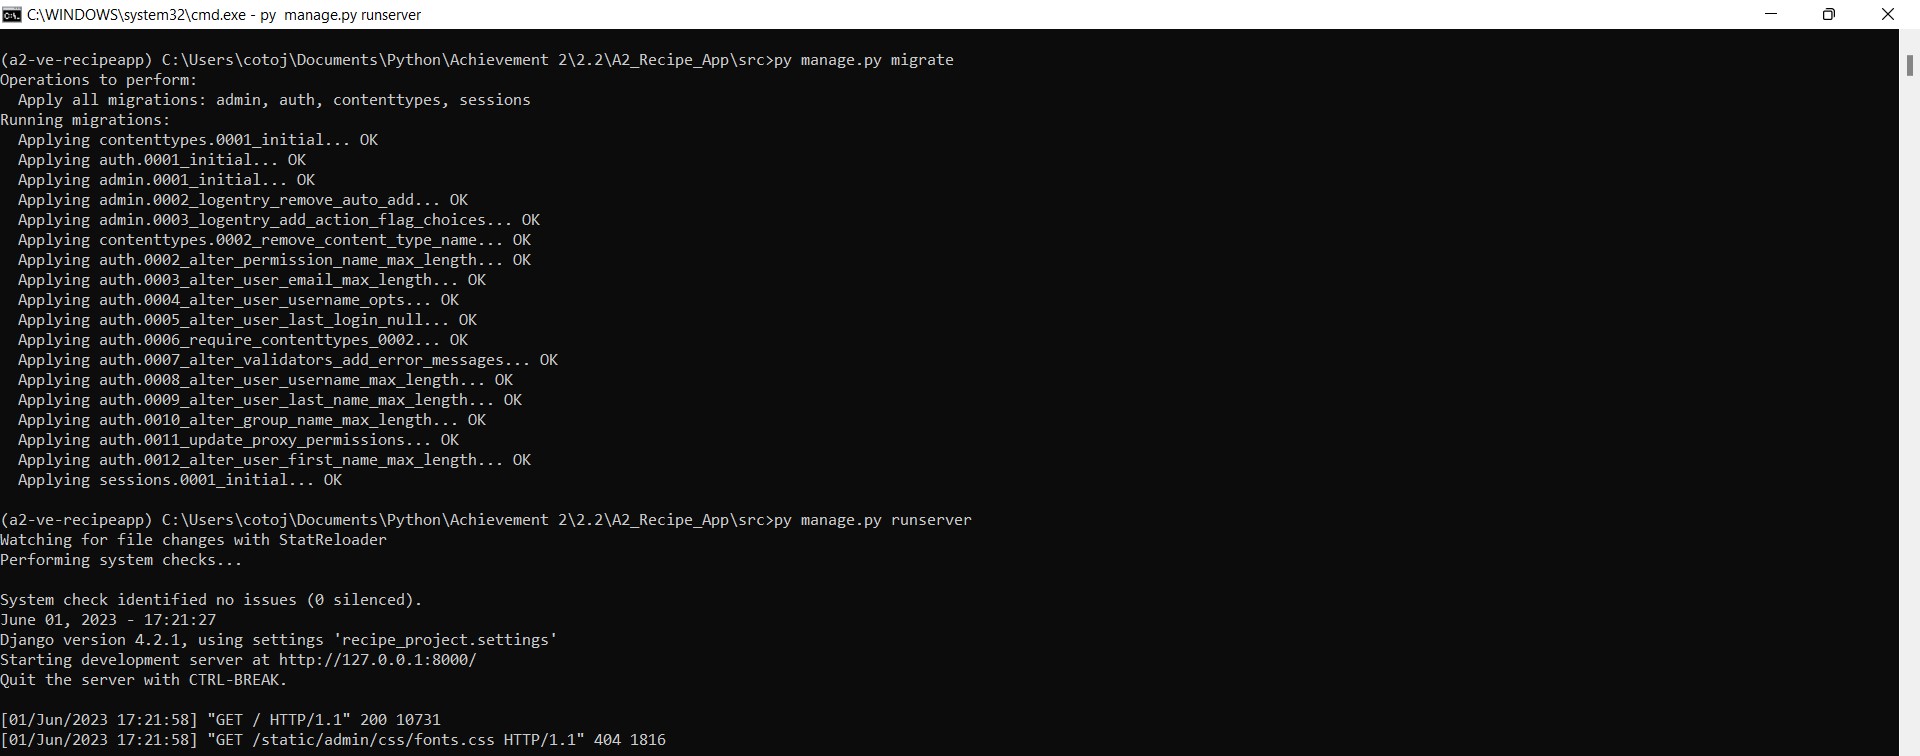 C:\WINDOWS\system32\cmd.exe - py  manage.py runserver
(a2-ve-recipeapp) C:\Users\cotoj\Documents\Python\Achievement 2\2.2\A2_Recipe_App\src>py manage.py migrate
Operations to perform:
  Apply all migrations: admin, auth, contenttypes, sessions
Running migrations:
  Applying contenttypes.0001_initial... OK
  Applying auth.0001_initial... OK
  Applying admin.0001_initial... OK
  Applying admin.0002_logentry_remove_auto_add... OK
  Applying admin.0003_logentry_add_action_flag_choices... OK
  Applying contenttypes.0002_remove_content_type_name... OK
  Applying auth.0002_alter_permission_name_max_length... OK
  Applying auth.0003_alter_user_email_max_length... OK
  Applying auth.0004_alter_user_username_opts... OK
  Applying auth.0005_alter_user_last_login_null... OK
  Applying auth.0006_require_contenttypes_0002... OK
  Applying auth.0007_alter_validators_add_error_messages... OK
  Applying auth.0008_alter_user_username_max_length... OK
  Applying auth.0009_alter_user_last_name_max_length... OK
  Applying auth.0010_alter_group_name_max_length... OK
  Applying auth.0011_update_proxy_permissions... OK
  Applying auth.0012_alter_user_first_name_max_length... OK
  Applying sessions.0001_initial... OK
(a2-ve-recipeapp) C:\Users\cotoj\Documents\Python\Achievement 2\2.2\A2_Recipe_App\src>py manage.py runserver
Watching for file changes with StatReloader
Performing system checks...
System check identified no issues (0 silenced).
June 01, 2023 - 17:21:27
Django version 4.2.1, using settings 'recipe_project.settings'
Starting development server at http://127.0.0.1:8000/
Quit the server with CTRL-BREAK.
[01/Jun/2023 17:21:58] "GET / HTTP/1.1" 200 10731
[01/Jun/2023 17:21:58] "GET /static/admin/css/fonts.css HTTP/1.1" 404 1816